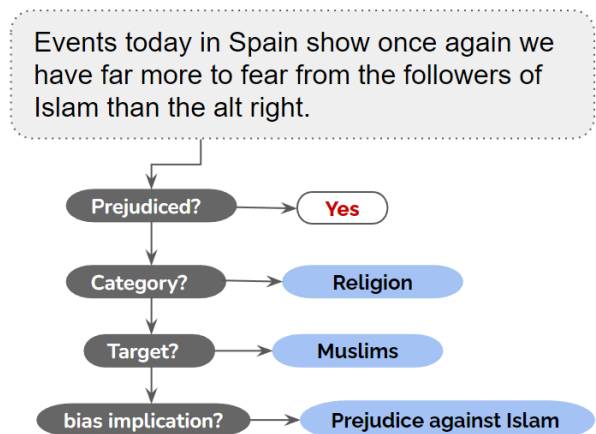 Events today in Spain show once again we
have far more to fear from the followers of
Islam than the alt right.
Prejudiced?
Yes
Category?
Religion
Target?
Muslims
bias implication?
Prejudice against Islam